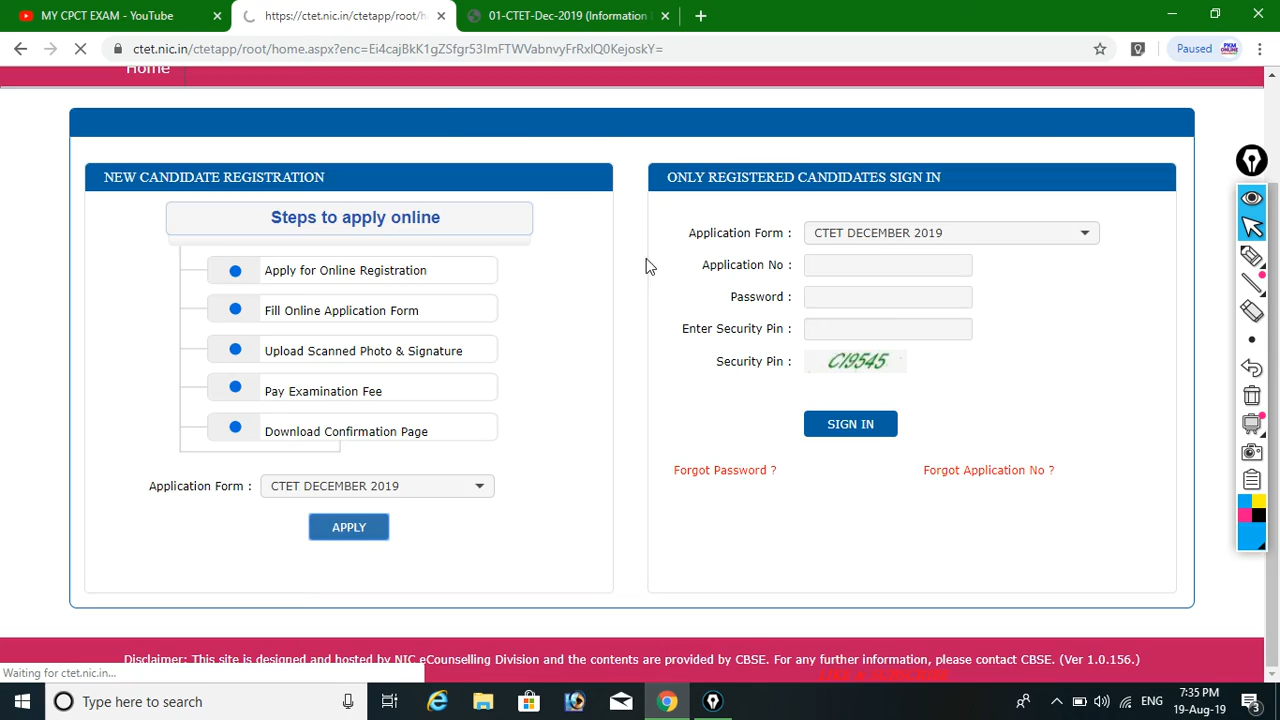 MY CPCT EXAM - YouTube
https://ctet.nic.in/ctetapp/root/h
01-CTET-Dec-2019 (Information
ctet.nic.in/ctetapp/root/home.aspx?enc=Ei4cajBkK1gZSfgr53ImFTWVabnvyFrRxlQ0KejoskY=
Paused
Home
NEW CANDIDATE REGISTRATION
Steps to apply online
Apply for Online Registration
Fill Online Application Form
Upload Scanned Photo & Signature
Pay Examination Fee
Download Confirmation Page
Application Form : CTET DECEMBER 2019
APPLY
ONLY REGISTERED CANDIDATES SIGN IN
Application Form : CTET DECEMBER 2019
Application No :
Password :
Enter Security Pin :
Security Pin : CI9545
SIGN IN
Forgot Password ?
Forgot Application No ?
Disclaimer: This site is designed and hosted by NIC eCounselling Division and the contents are provided by CBSE. For any further information, please contact CBSE. (Ver 1.0.156.)
Waiting for ctet.nic.in...
Type here to search
ENG
7:35 PM
19-Aug-19
3